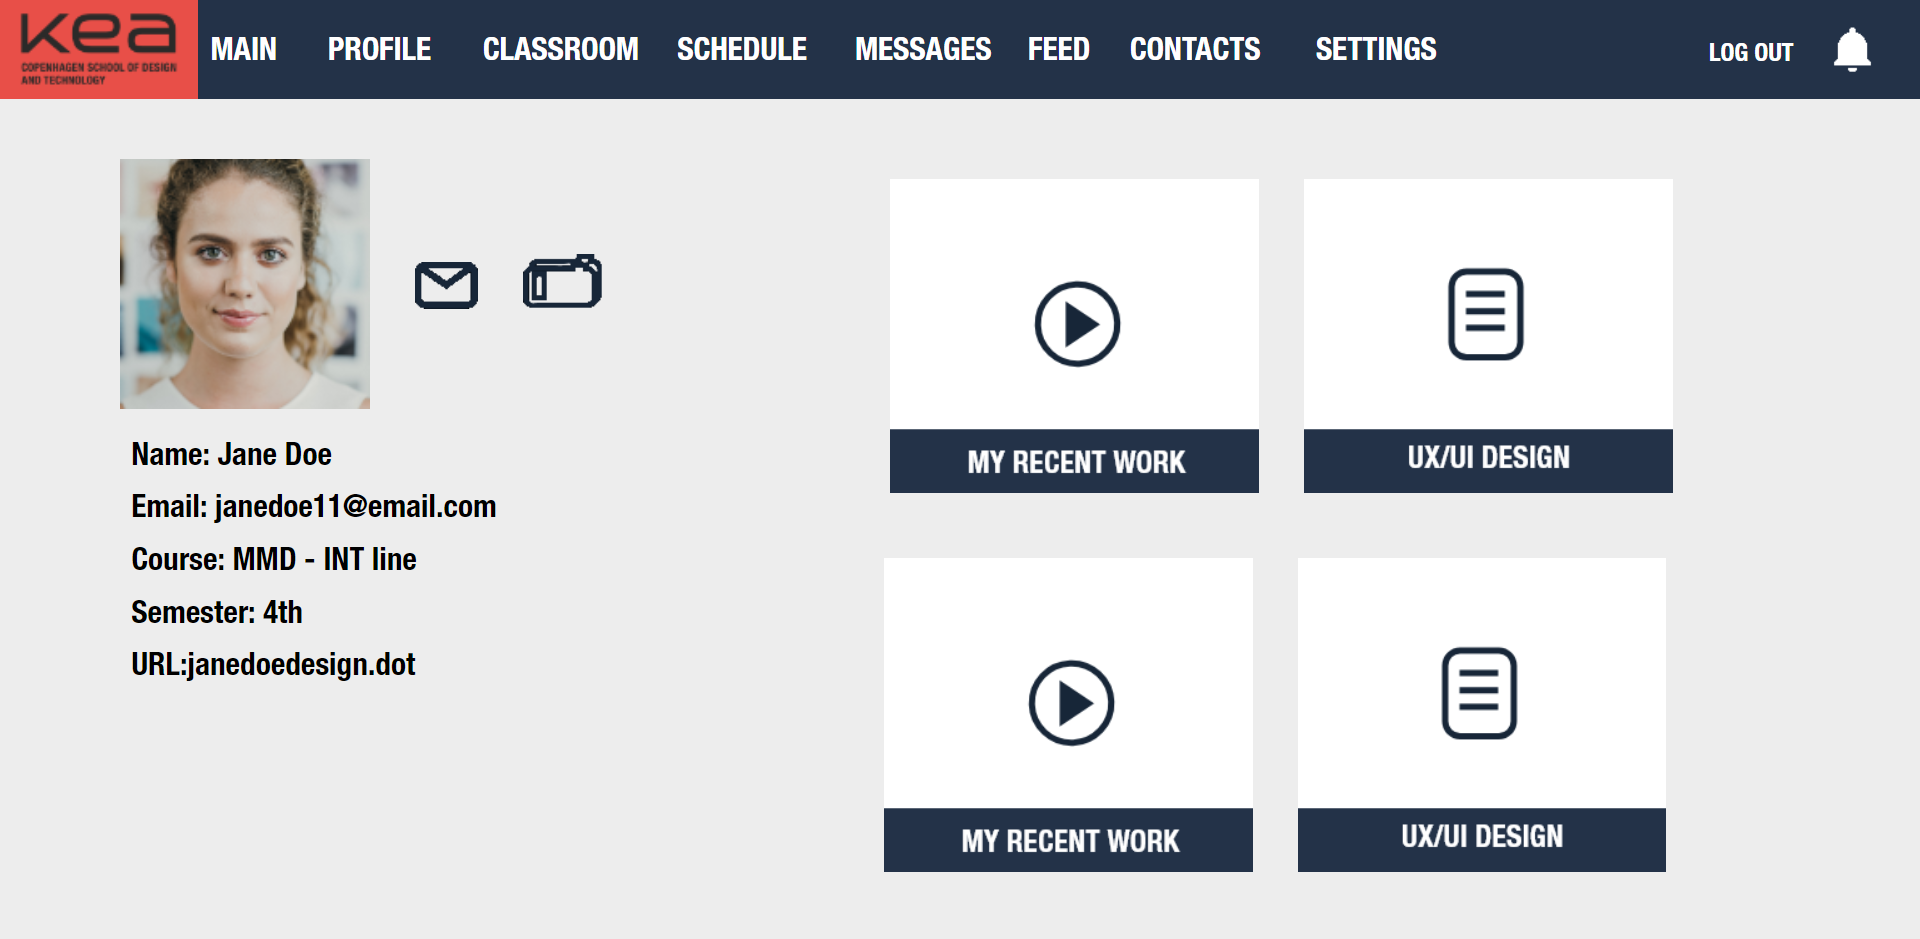 kea
COPENHAGEN SCHOOL OF DESIGN
AND TECHNOLOGY
MAIN PROFILE CLASSROOM SCHEDULE MESSAGES FEED CONTACTS SETTINGS LOG OUT
Name: Jane Doe
Email: janedoe11@email.com
Course: MMD - INT line
Semester: 4th
URL:janedoedesign.dot
MY RECENT WORK
UX/UI DESIGN
MY RECENT WORK
UX/UI DESIGN